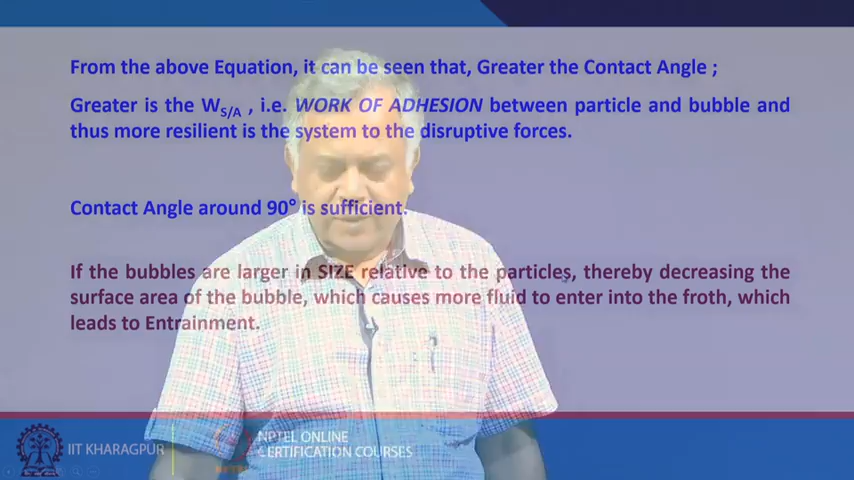 From the above Equation, it can be seen that, Greater the Contact Angle ;
Greater is the WS/A , i.e. WORK OF ADHESION between particle and bubble and
thus more resilient is the system to the disruptive forces.
Contact Angle around 90° is sufficient.
If the bubbles are larger in SIZE relative to the particles, thereby decreasing the
surface area of the bubble, which causes more fluid to enter into the froth, which
leads to Entrainment.
IIT KHARAGPUR
NPTEL ONLINE
CERTIFICATION COURSES